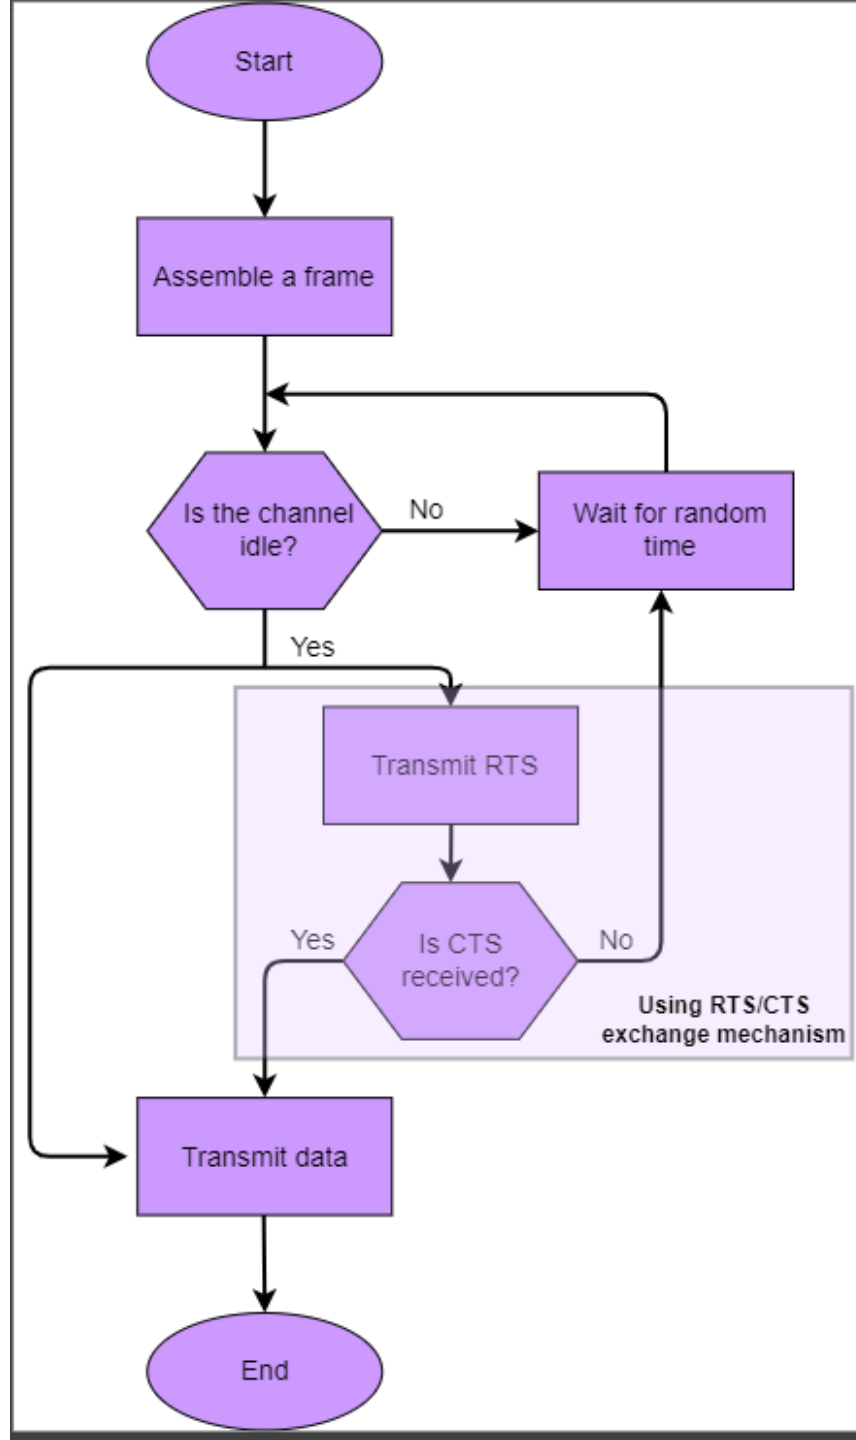 Start
Assemble a frame
Is the channel
idle?
No
Wait for random
time
Yes
Transmit RTS
Yes
Is CTS
received?
No
Using RTS/CTS
exchange mechanism
Transmit data
End